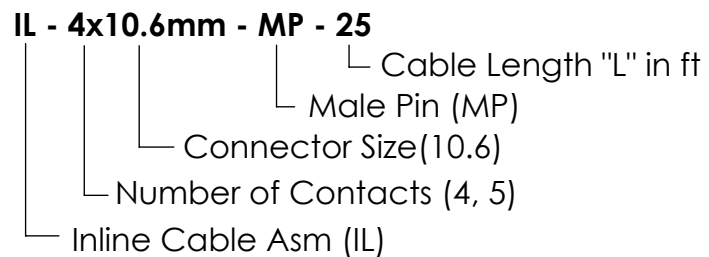 IL - 4x10.6mm - MP - 25
Cable Length "L" in ft
Male Pin (MP)
Connector Size(10.6)
Number of Contacts (4, 5)
Inline Cable Asm (IL)